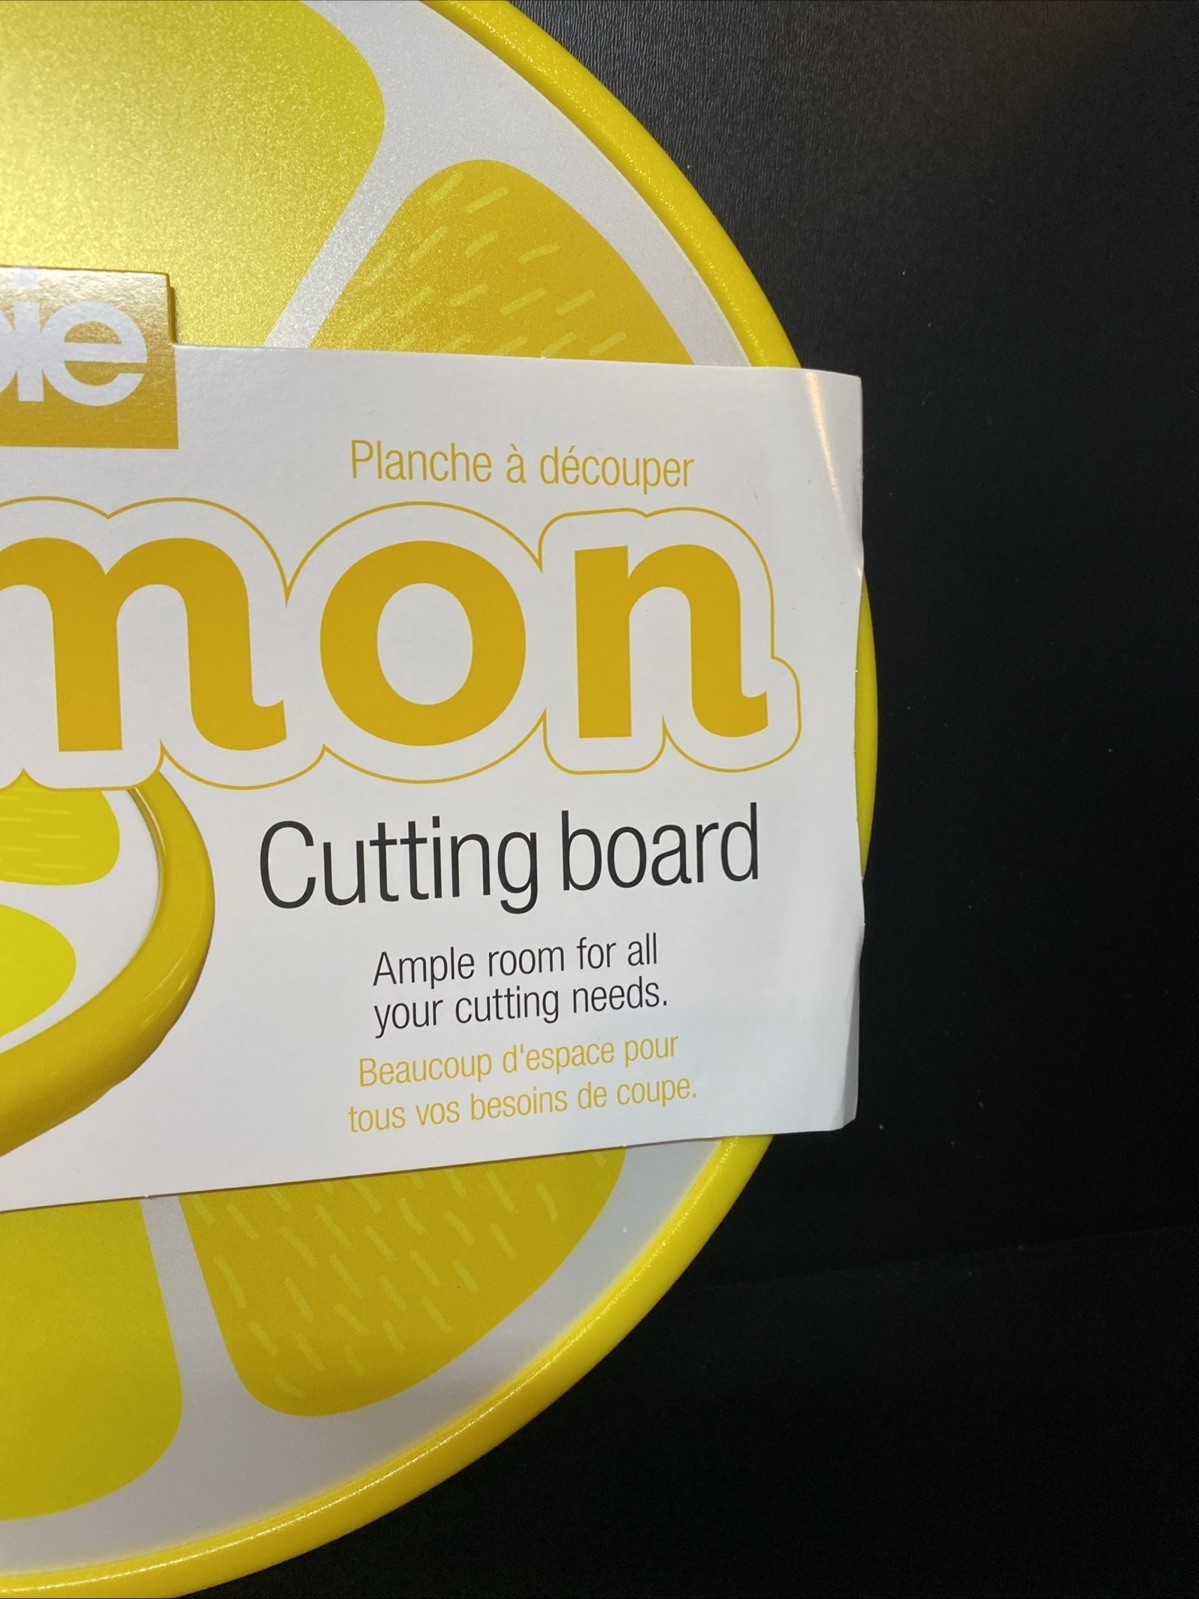 ie
Planche à découper
mon
Cutting board
Ample room for all
your cutting needs.
Beaucoup d'espace pour
tous vos besoins de coupe.